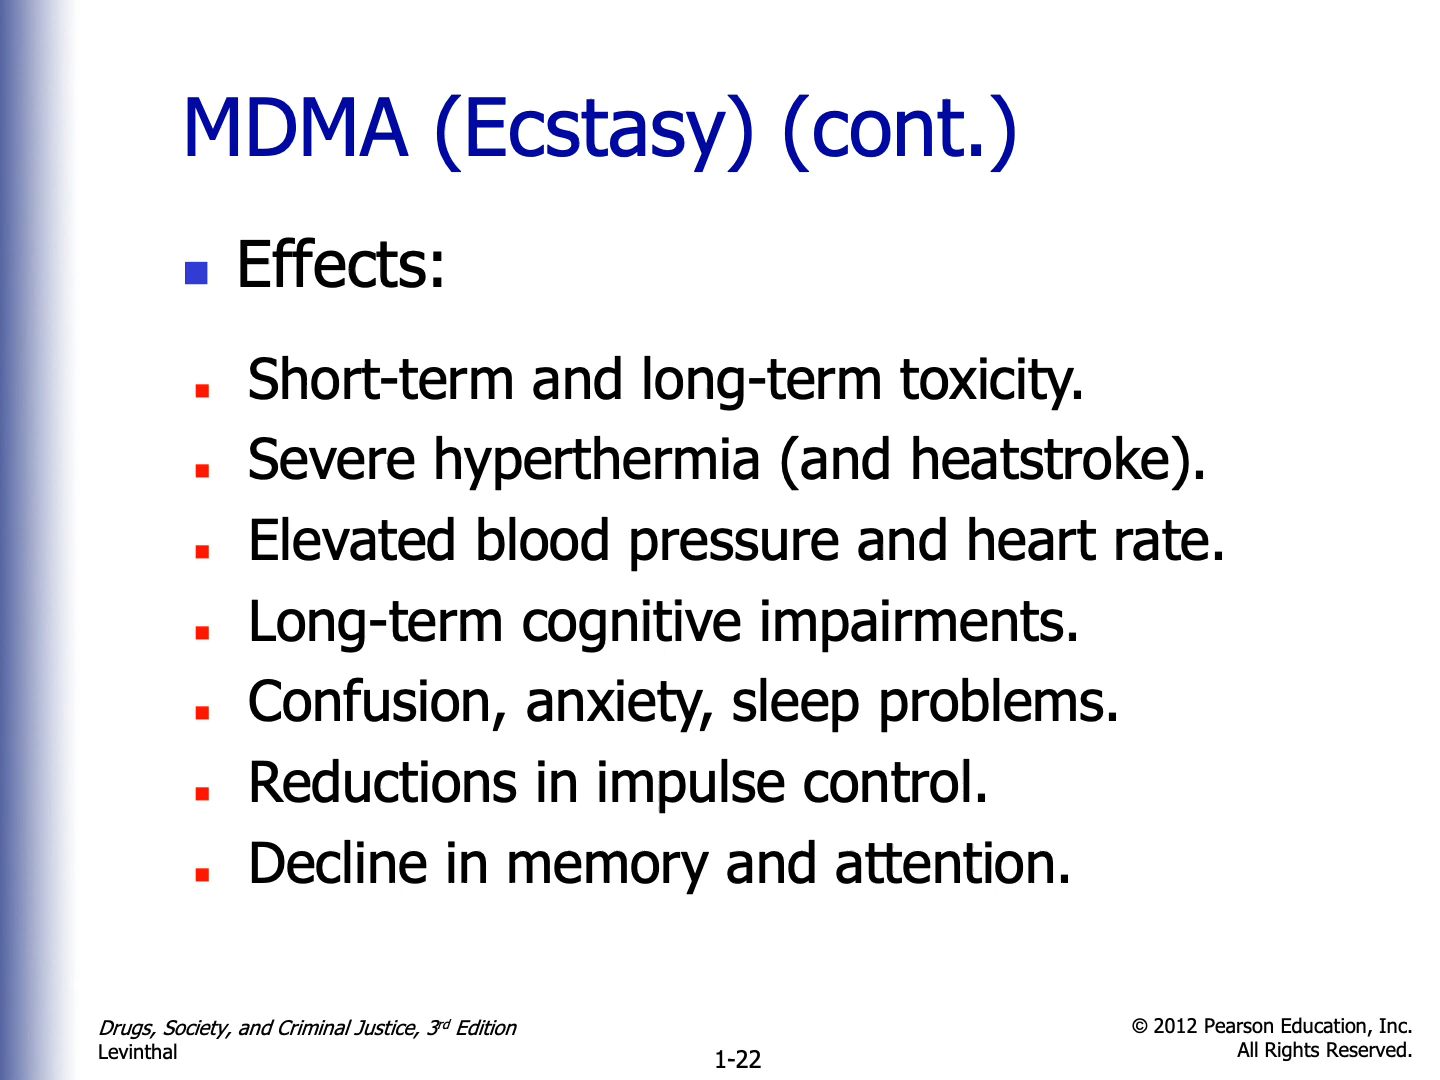 MDMA (Ecstasy) (cont.)
Effects:
Short-term and long-term toxicity.
Severe hyperthermia (and heatstroke).
Elevated blood pressure and heart rate.
Long-term cognitive impairments.
Confusion, anxiety, sleep problems.
Reductions in impulse control.
Decline in memory and attention.
Drugs, Society, and Criminal Justice, 3rd Edition
Levinthal
1-22
© 2012 Pearson Education, Inc.
All Rights Reserved.